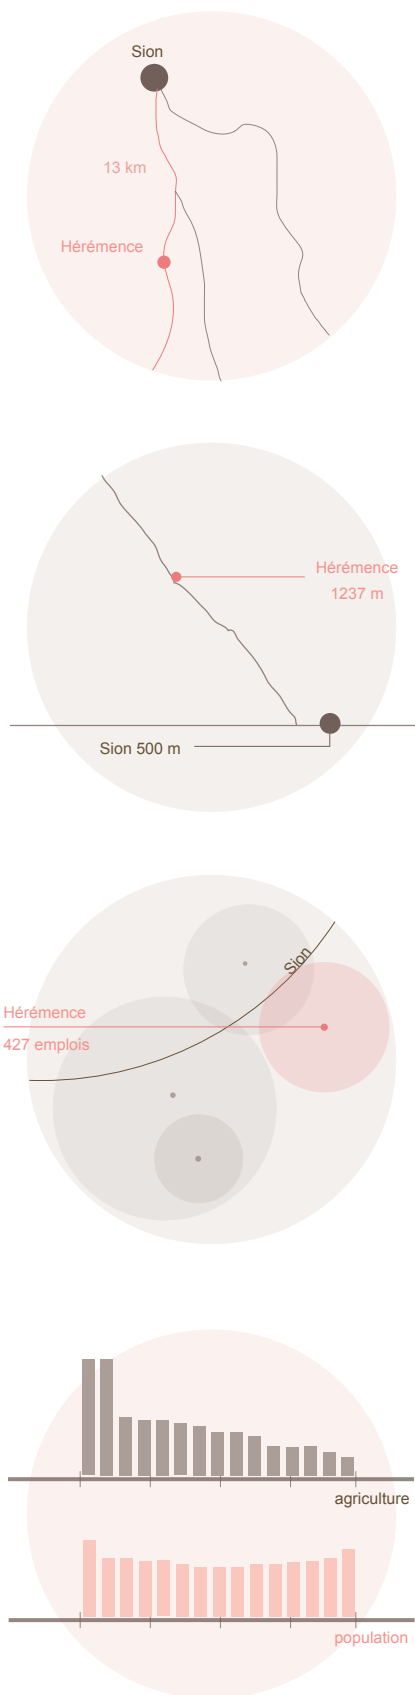 Sion
13 km
Hérémence
Hérémence
1237 m
Sion 500 m
Sion
Hérémence
427 emplois
agriculture
population